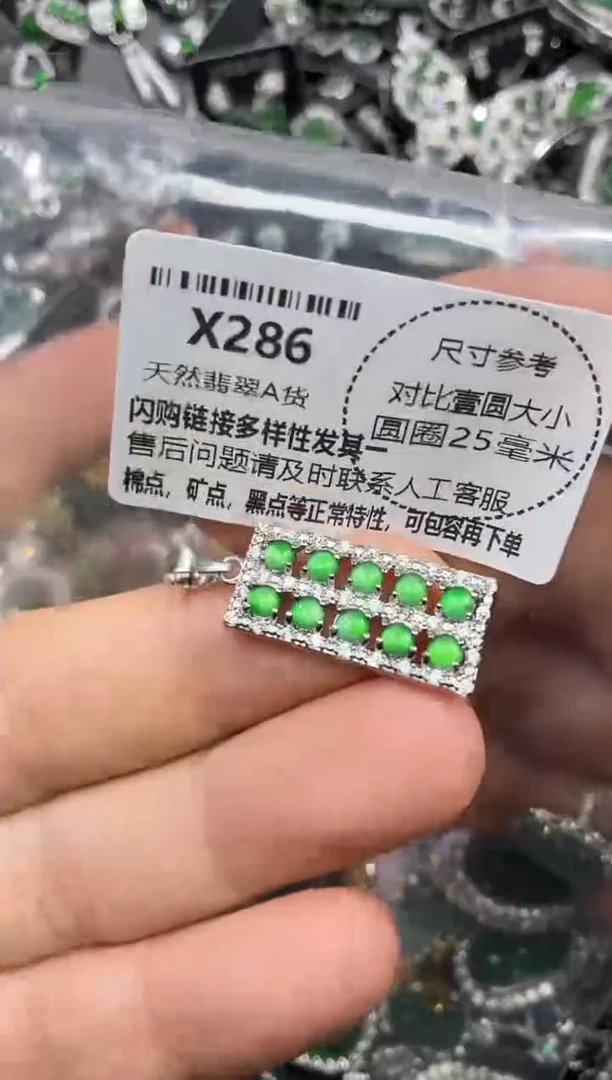 X286
天然翡翠A货
闪购链接多样性发其一
售后问题请及时联系人工客服
棉点，矿点，黑点等正常特性，可包容再下单
尺寸参考
对比壹圆大小
圆圈25毫米